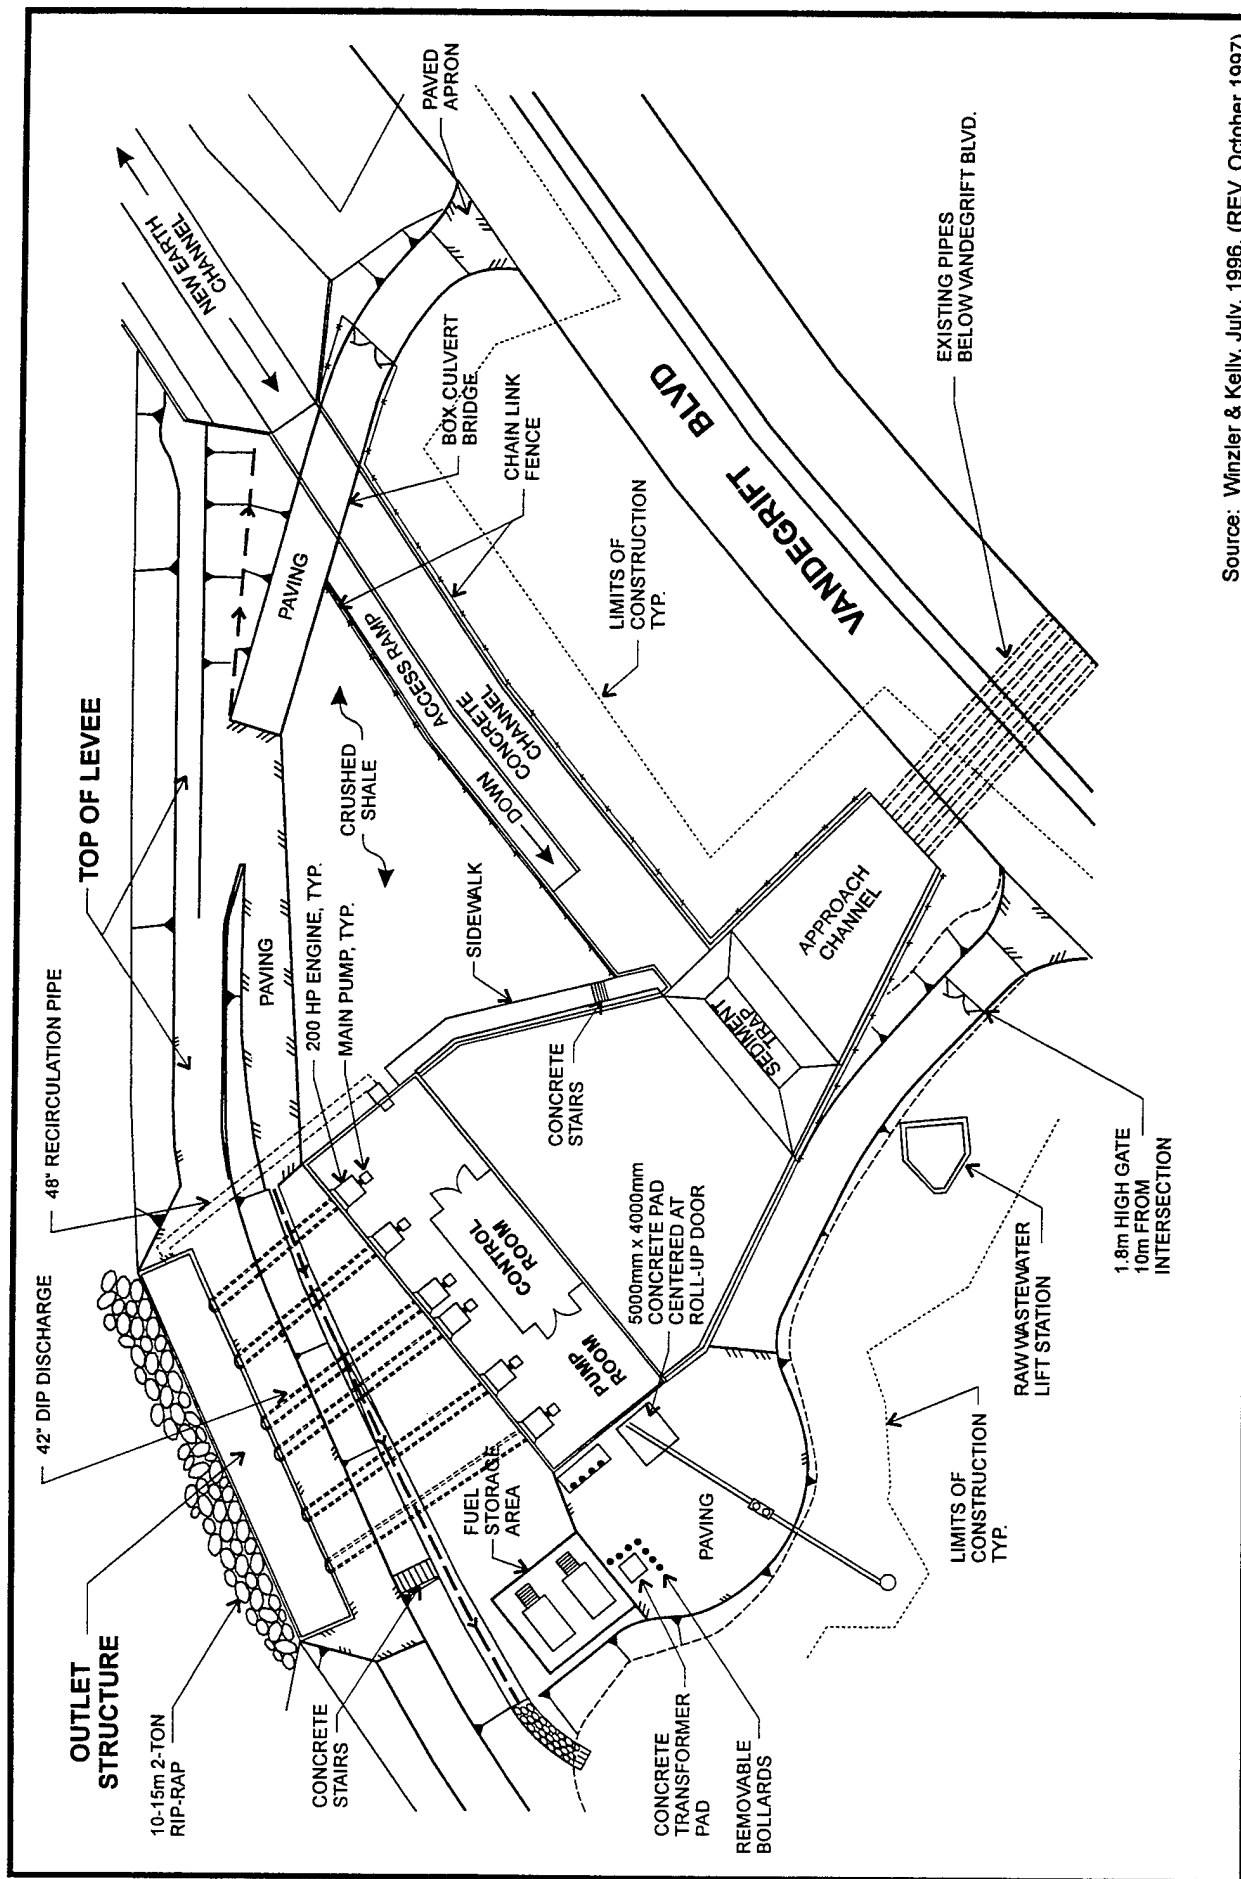 OUTLET
STRUCTURE
10-15m 2-TON
RIP-RAP
42" DIP DISCHARGE
48" RECIRCULATION PIPE
TOP OF LEVEE
NEW EARTH
CHANNEL
PAVED
APRON
CONCRETE
STAIRS
PAVING
200 HP ENGINE, TYP.
MAIN PUMP, TYP.
CRUSHED
SHALE
PAVING
BOX CULVERT
BRIDGE
CHAIN LINK
FENCE
ACCESS RAMP
CONCRETE
CHANNEL
DOWN
SIDEWALK
FUEL
STORAGE
AREA
CONTROL
ROOM
PUMP
ROOM
CONCRETE
STAIRS
LIMITS OF
CONSTRUCTION
TYP.
CONCRETE
TRANSFORMER
PAD
REMOVABLE
BOLLARDS
PAVING
5000mm x 4000mm
CONCRETE PAD
CENTERED AT
ROLL-UP DOOR
SEDIMENT
TRAP
APPROACH
CHANNEL
VANDEGRIFT BLVD
EXISTING PIPES
BELOW VANDEGRIFT BLVD.
LIMITS OF
CONSTRUCTION
TYP.
RAW WASTEWATER
LIFT STATION
1.8m HIGH GATE
10m FROM
INTERSECTION
Source: Winzler & Kelly, July, 1996. (REV. October 1997)